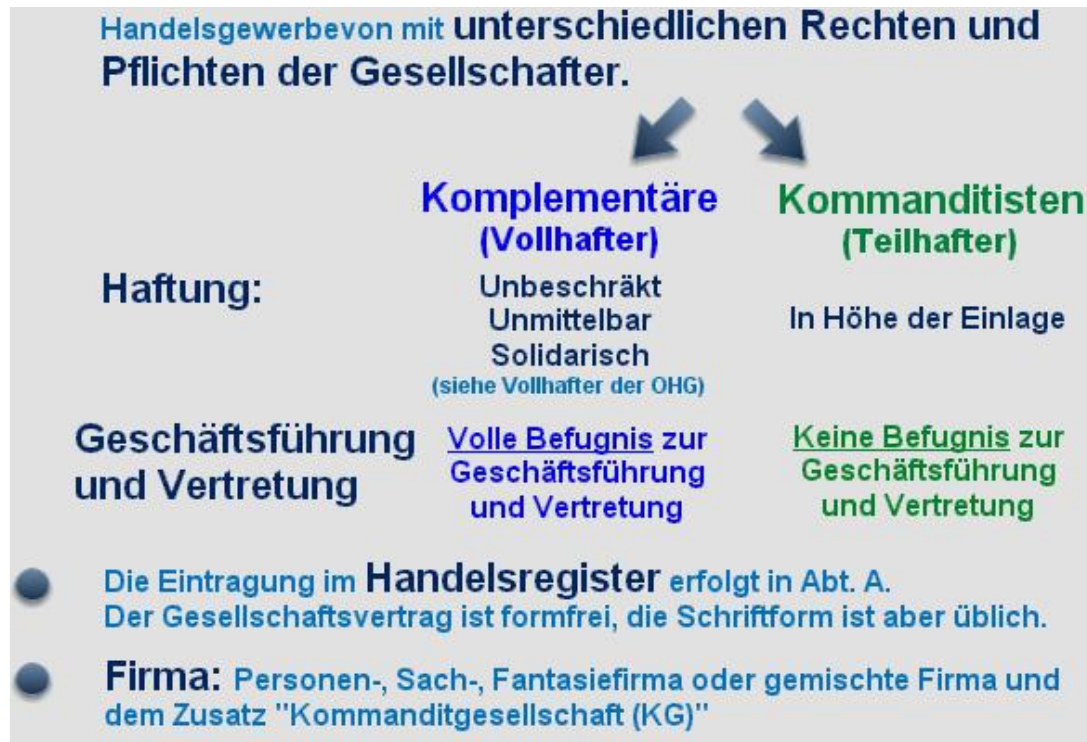 Handelsgewerbevon mit unterschiedlichen Rechten und
Pflichten der Gesellschafter.
Komplementäre
(Vollhafter)
Kommanditisten
(Teilhafter)
Haftung:
Unbeschräkt
Unmittelbar
Solidarisch
(siehe Vollhafter der OHG)
In Höhe der Einlage
Geschäftsführung
und Vertretung
Volle Befugnis zur
Geschäftsführung
und Vertretung
Keine Befugnis zur
Geschäftsführung
und Vertretung
Die Eintragung im Handelsregister erfolgt in Abt. A.
Der Gesellschaftsvertrag ist formfrei, die Schriftform ist aber üblich.
Firma: Personen-, Sach-, Fantasiefirma oder gemischte Firma und
dem Zusatz "Kommanditgesellschaft (KG)"